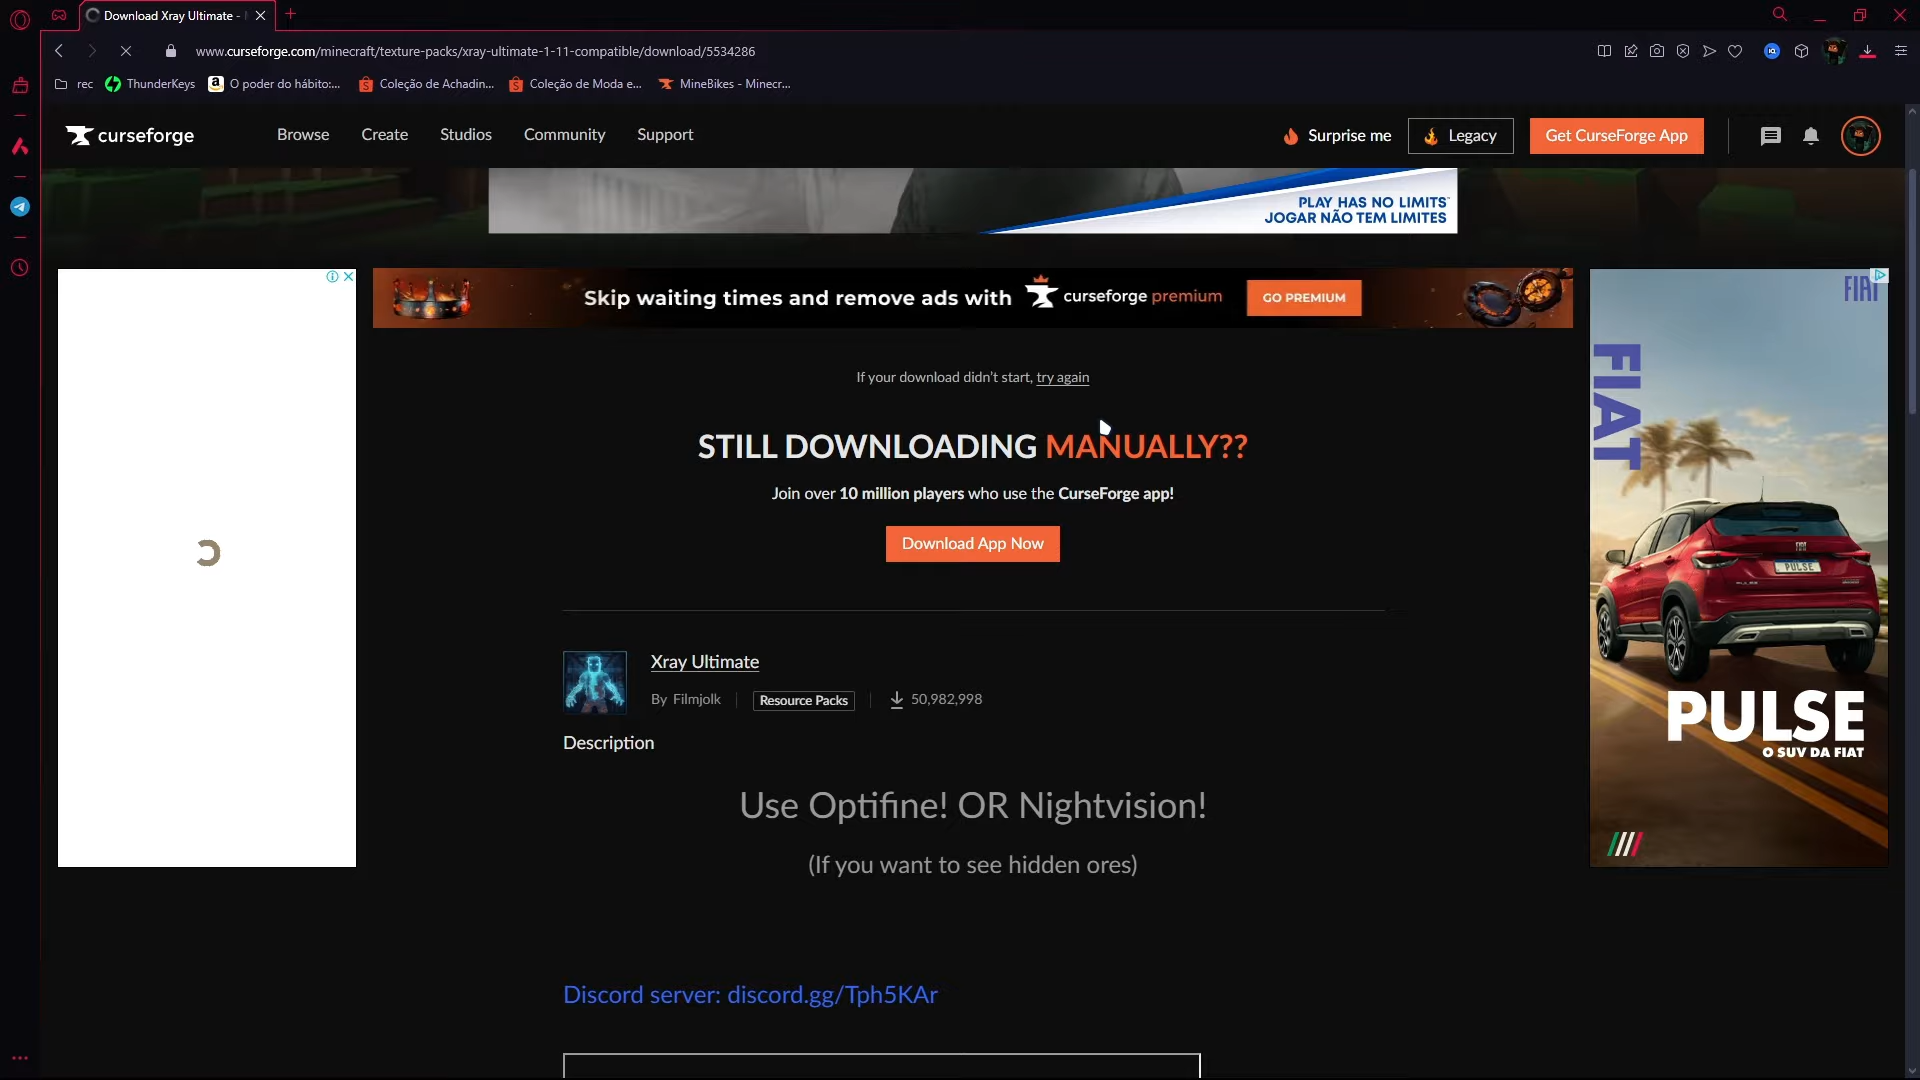 Download Xray Ultimate -
www.curseforge.com/minecraft/texture-packs/xray-ultimate-1-11-compatible/download/5534286
rec
ThunderKeys
O poder do hábito:...
Coleção de Achadin...
Coleção de Moda e...
MineBikes - Minecr...
curseforge
Browse
Create
Studios
Community
Support
Surprise me
Legacy
Get CurseForge App
PLAY HAS NO LIMITS™
JOGAR NÃO TEM LIMITES
Skip waiting times and remove ads with curseforge premium
GO PREMIUM
If your download didn't start, try again
STILL DOWNLOADING MANUALLY??
Join over 10 million players who use the CurseForge app!
Download App Now
Xray Ultimate
By Filmjolk
Resource Packs
50,982,998
Description
Use Optifine! OR Nightvision!
(If you want to see hidden ores)
Discord server: discord.gg/Tph5KAr
FIAT
FIAT
PULSE
PULSE
O SUV DA FIAT